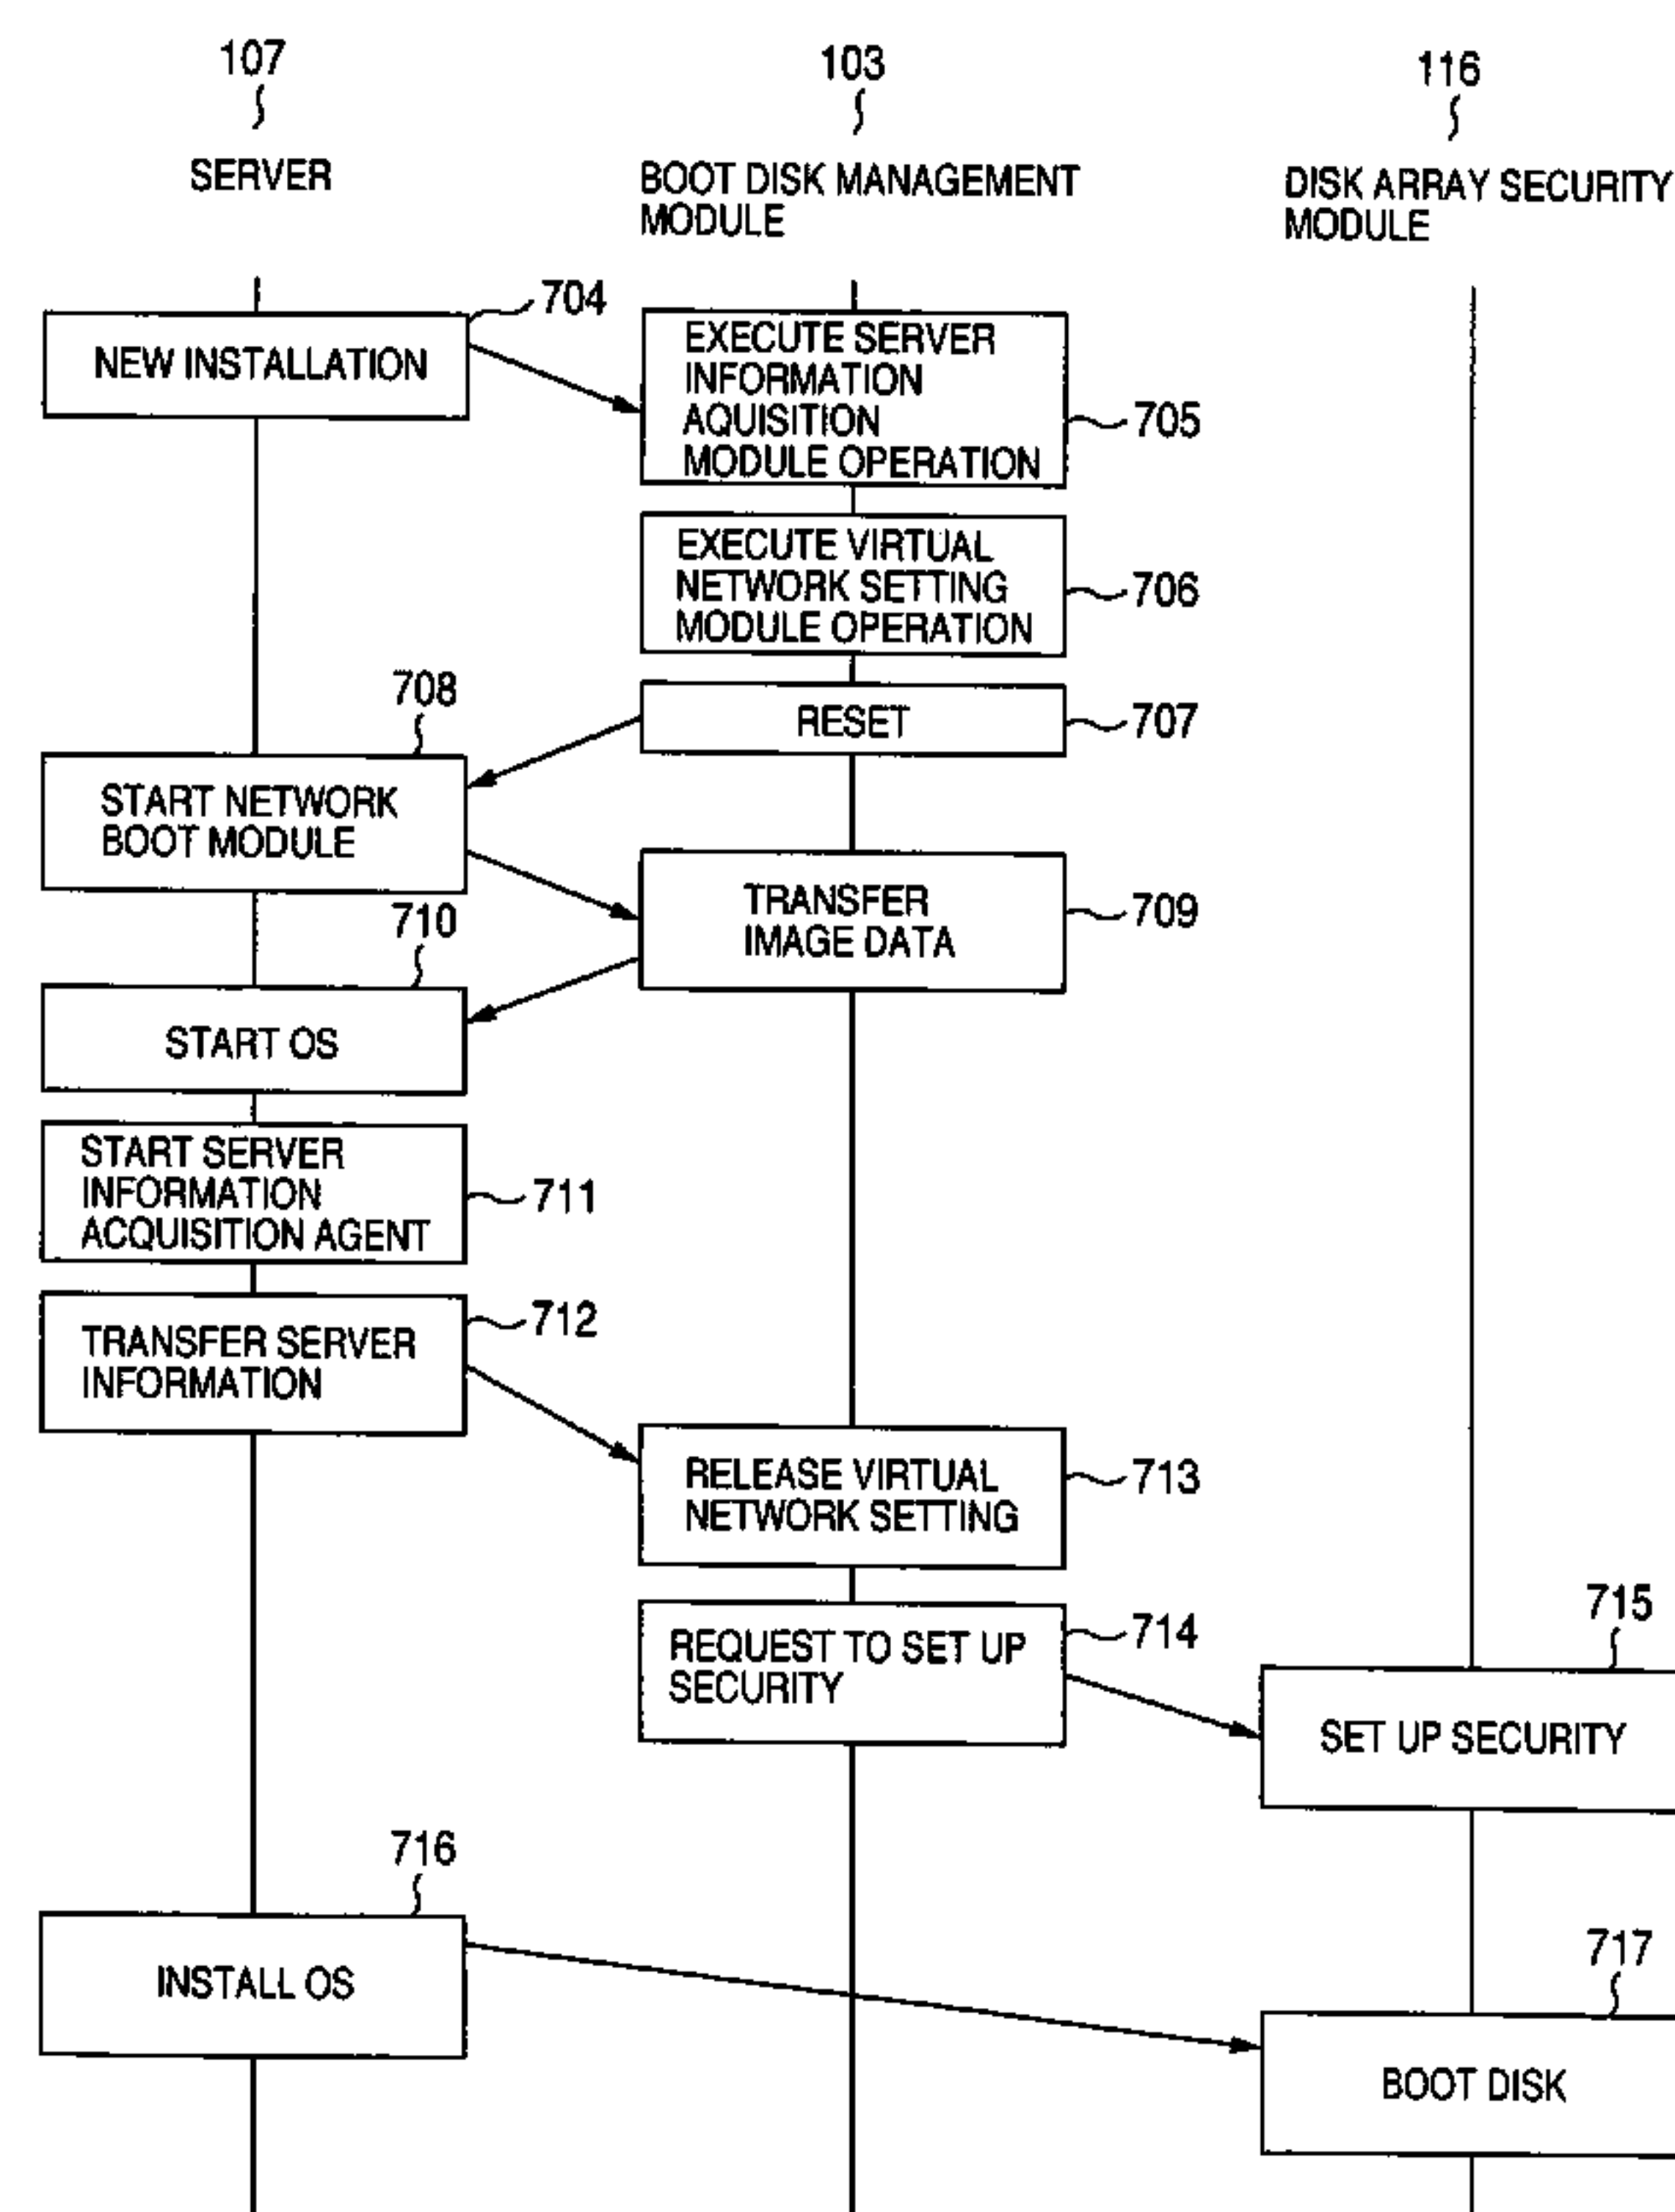 107
103
116
SERVER
BOOT DISK MANAGEMENT
MODULE
DISK ARRAY SECURITY
MODULE
704
NEW INSTALLATION
EXECUTE SERVER
INFORMATION
AQUISITION
MODULE OPERATION
705
EXECUTE VIRTUAL
NETWORK SETTING
MODULE OPERATION
706
RESET
707
708
START NETWORK
BOOT MODULE
TRANSFER
IMAGE DATA
709
710
START OS
START SERVER
INFORMATION
ACQUISITION AGENT
711
TRANSFER SERVER
INFORMATION
712
RELEASE VIRTUAL
NETWORK SETTING
713
REQUEST TO SET UP
SECURITY
714
715
SET UP SECURITY
716
INSTALL OS
717
BOOT DISK